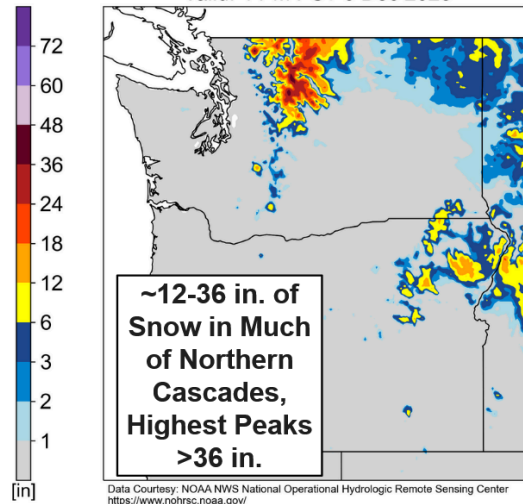 72
60
48
36
24
18
12
6
3
2
1
[in]
~12-36 in. of
Snow in Much
of Northern
Cascades,
Highest Peaks
>36 in.
Data Courtesy: NOAA NWS National Operational Hydrologic Remote Sensing Center
https://www.nohrsc.noaa.gov/